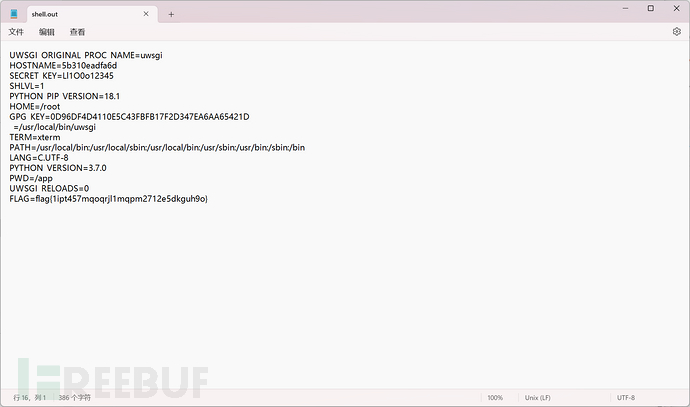 shell.out
文件 编辑 查看
UWSGI ORIGINAL PROC NAME=uwsgi
HOSTNAME=5b310eadfa6d
SECRET KEY=Ll1O0o12345
SHLVL=1
PYTHON PIP VERSION=18.1
HOME=/root
GPG KEY=0D96DF4D4110E5C43FBFB17F2D347EA6AA65421D
=/usr/local/bin/uwsgi
TERM=xterm
PATH=/usr/local/bin:/usr/local/sbin:/usr/local/bin:/usr/sbin:/usr/bin:/sbin:/bin
LANG=C.UTF-8
PYTHON VERSION=3.7.0
PWD=/app
UWSGI RELOADS=0
FLAG=flag{1ipt457mqoqrjl1mqpm2712e5dkguh9o}
FREEBUF
行 16，列 1 386 个字符 100% Unix (LF) UTF-8